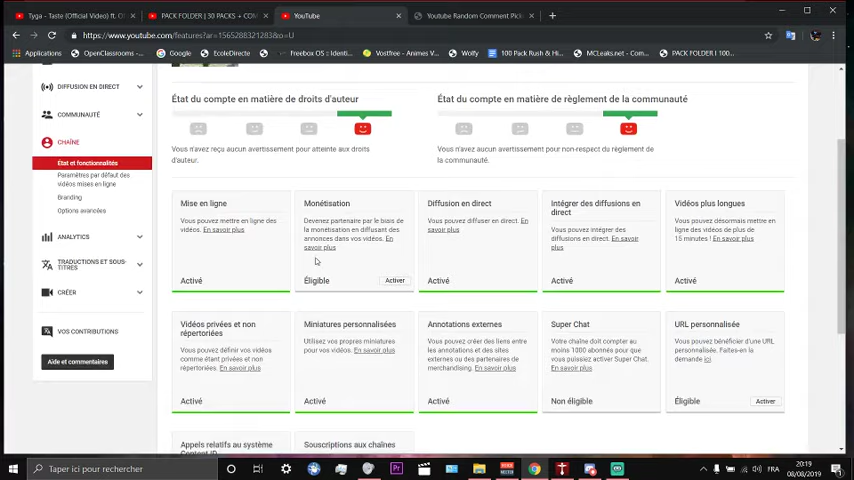 Tyga - Taste (Official Video) ft. O
PACK FOLDER | 30 PACKS + COM
YouTube
Youtube Random Comment Pick
https://www.youtube.com/features?ar=1565288321283&o=U
Applications
OpenClassrooms -...
Google
EcoleDirecte
Freebox OS :: Identi...
Vostfree - Animes V...
Wolfy
100 Pack Rush & Hi...
MCLeaks.net - Com...
PACK FOLDER I 10...
DIFFUSION EN DIRECT
COMMUNAUTÉ
CHAÎNE
État et fonctionnalités
Paramètres par défaut des
vidéos mises en ligne
Branding
Options avancées
ANALYTICS
TRADUCTIONS ET SOUS-
TITRES
CRÉER
VOS CONTRIBUTIONS
Aide et commentaires
État du compte en matière de droits d'auteur
Vous n'avez reçu aucun avertissement pour atteinte aux droits
d'auteur.
État du compte en matière de règlement de la communauté
Vous n'avez aucun avertissement pour non-respect du règlement de
la communauté.
Mise en ligne
Vous pouvez mettre en ligne des
vidéos. En savoir plus
Activé
Monétisation
Devenez partenaire par le biais de
la monétisation en diffusant des
annonces dans vos vidéos. En
savoir plus
Éligible
Activer
Diffusion en direct
Vous pouvez diffuser en direct. En
savoir plus
Activé
Intégrer des diffusions en
direct
Vous pouvez intégrer des
diffusions en direct. En savoir
plus
Activé
Vidéos plus longues
Vous pouvez désormais mettre en
ligne des vidéos de plus de
15 minutes ! En savoir plus
Activé
Vidéos privées et non
répertoriées
Vous pouvez définir vos vidéos
comme étant privées et non
répertoriées. En savoir plus
Activé
Miniatures personnalisées
Utilisez vos propres miniatures
pour vos vidéos. En savoir plus
Activé
Annotations externes
Vous pouvez créer des liens entre
les annotations et des sites
externes ou des partenaires de
merchandising. En savoir plus
Activé
Super Chat
Votre chaîne doit compter au
moins 1000 abonnés pour que
vous puissiez activer Super Chat.
En savoir plus
Non éligible
URL personnalisée
Vous pouvez bénéficier d'une URL
personnalisée. Faites-en la
demande ici.
Éligible
Activer
Appels relatifs au système
Content ID
Souscriptions aux chaînes
Taper ici pour rechercher
FRA
20:19
08/08/2019